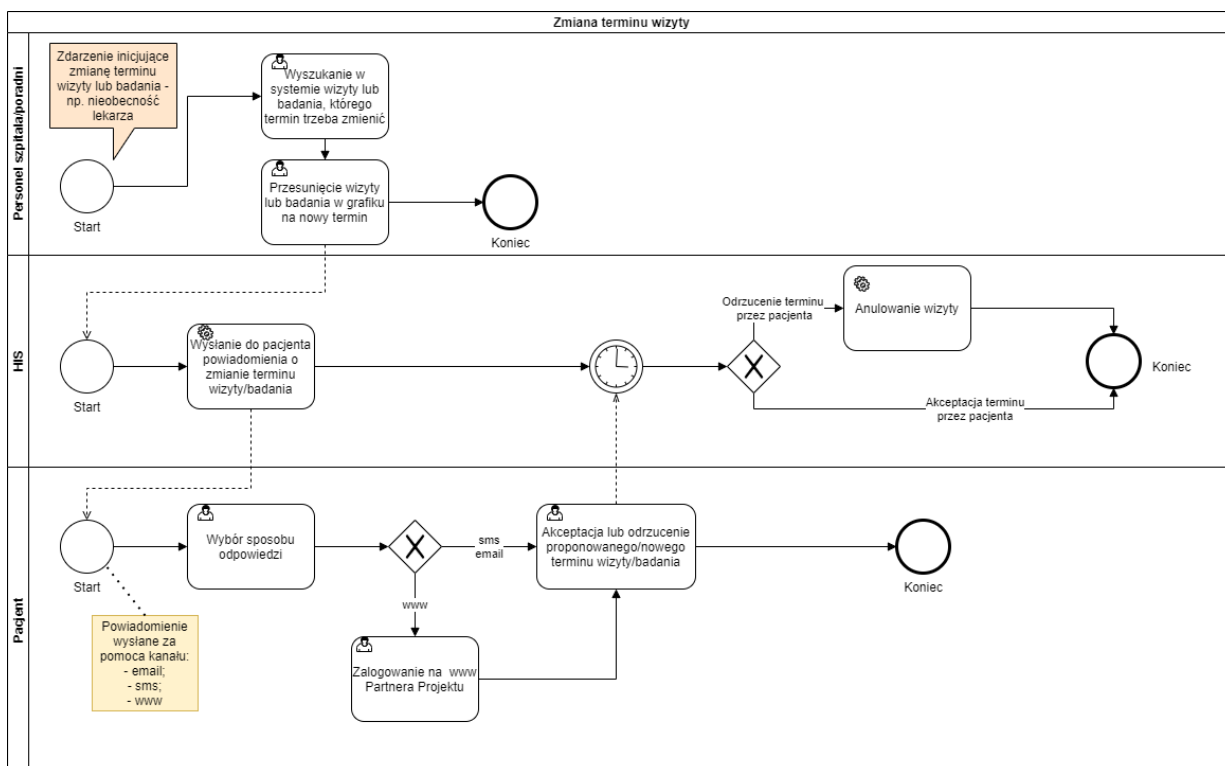 Zmiana terminu wizyty
Personel szpitala/poradni
Zdarzenie inicjujące
zmianę terminu
wizyty lub badania -
np. nieobecność
lekarza
Start
Wyszukanie w
systemie wizyty lub
badania, którego
termin trzeba zmienić
Przesunięcie wizyty
lub badania w grafiku
na nowy termin
Koniec
HIS
Start
Wysłanie do pacjenta
powiadomienia o
zmianie terminu
wizyty/badania
Odrzucenie terminu
przez pacjenta
Anulowanie wizyty
Akceptacja terminu
przez pacjenta
Koniec
Pacjent
Start
Powiadomienie
wysłane za
pomoca kanału:
- email;
- sms;
- www
Wybór sposobu
odpowiedzi
sms
email
www
Zalogowanie na www
Partnera Projektu
Akceptacja lub odrzucenie
proponowanego/nowego
terminu wizyty/badania
Koniec